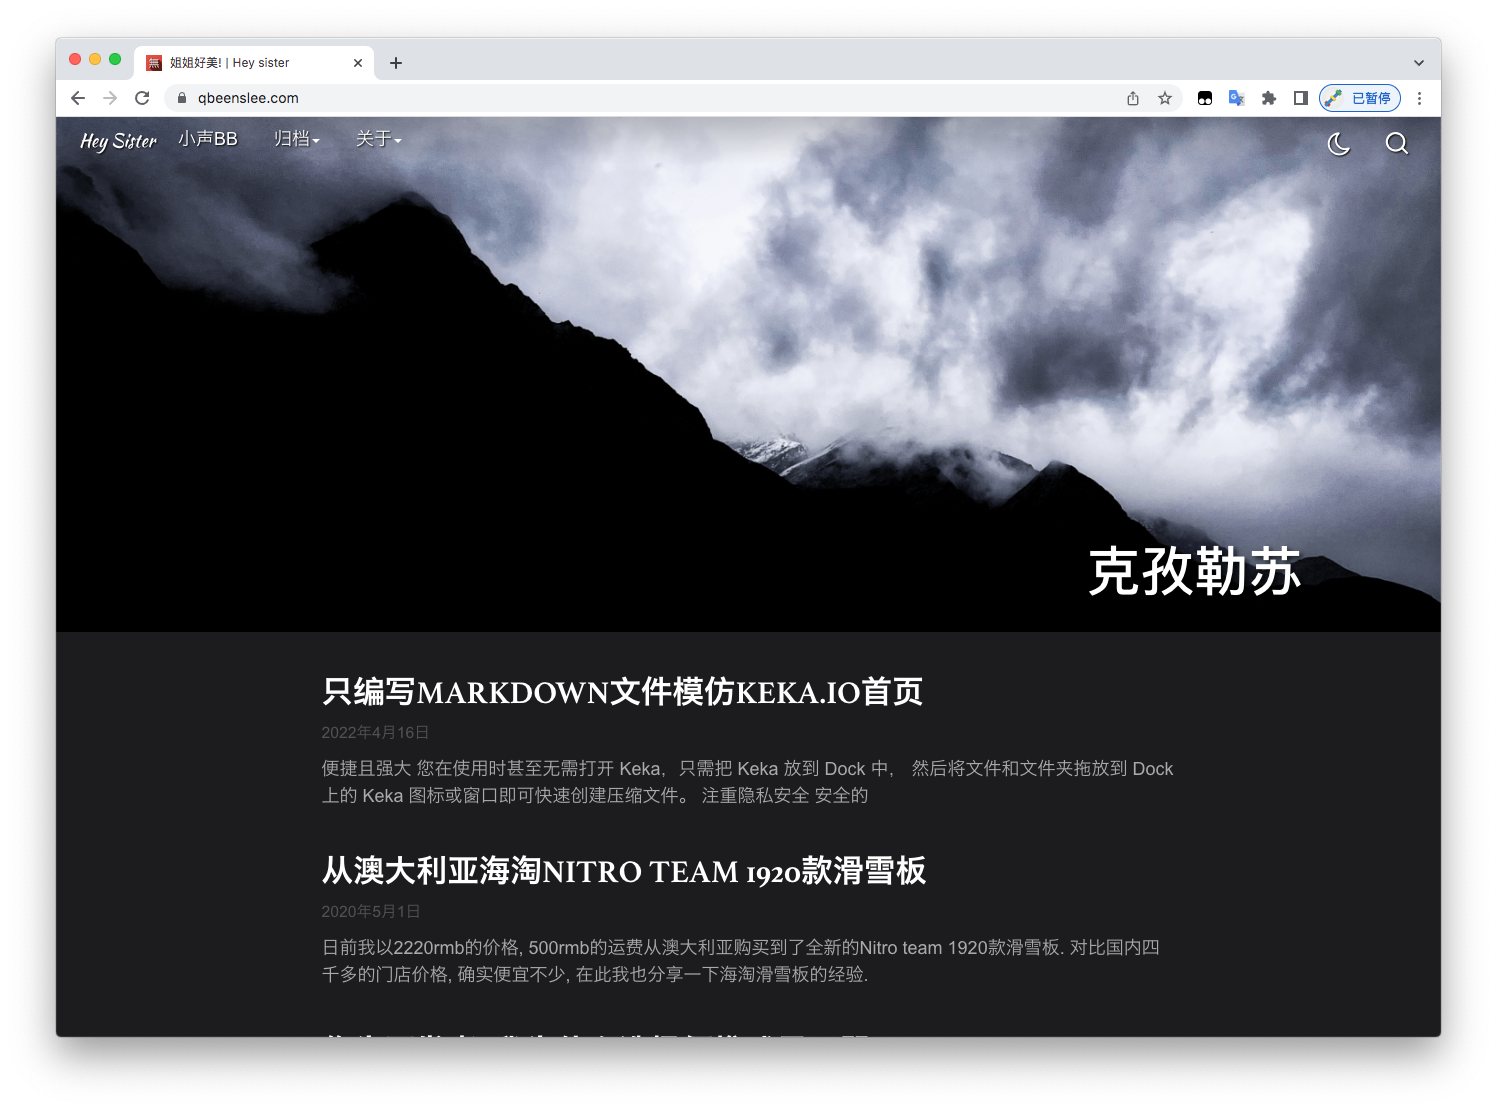 姐姐好美! | Hey sister
qbeenslee.com
已暂停
Hey Sister 小声BB 归档 关于
克孜勒苏
只编写MARKDOWN文件模仿KEKA.IO首页
2022年4月16日
便捷且强大 您在使用时甚至无需打开 Keka，只需把 Keka 放到 Dock 中， 然后将文件和文件夹拖放到 Dock
上的 Keka 图标或窗口即可快速创建压缩文件。 注重隐私安全 安全的
从澳大利亚海淘NITRO TEAM 1920款滑雪板
2020年5月1日
日前我以2220rmb的价格, 500rmb的运费从澳大利亚购买到了全新的Nitro team 1920款滑雪板. 对比国内四
千多的门店价格, 确实便宜不少, 在此我也分享一下海淘滑雪板的经验.